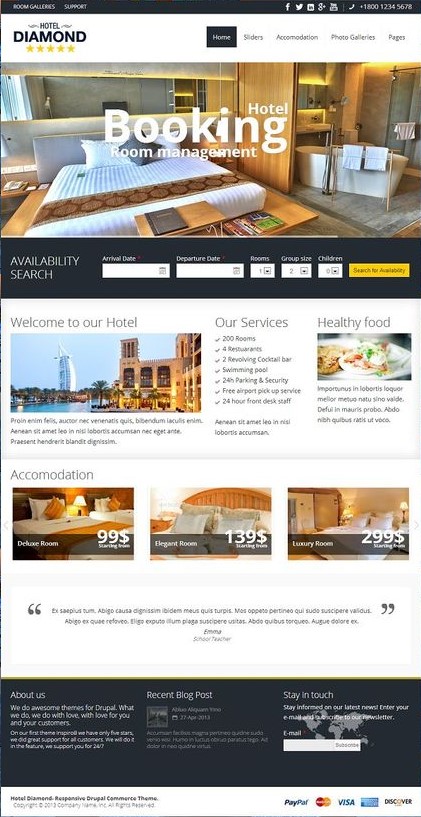 ROOM GALLERIES SUPPORT +1800 1234 5678
HOTEL
DIAMOND
Home Sliders Accomodation Photo Galleries Pages
Hotel
Booking
Room management
AVAILABILITY
SEARCH
Arrival Date * Departure Date * Rooms Group size Children
1 2 0 Search for Availability
Welcome to our Hotel
Proin enim felis, auctor nec venenatis quis, bibendum iaculis enim.
Aenean sit amet leo in nisi lobortis accumsan nec eget ante.
Praesent hendrerit blandit dignissim.
Our Services
200 Rooms
4 Restuarants
2 Revolving Cocktail bar
Swimming pool
24h Parking & Security
Free airport pick up service
24 hour front desk staff
Aenean sit amet leo in nisi
lobortis accumsan.
Healthy food
Importunus in lobortis loquor
melior metuo natu sino valde.
Defui in mauris probo. Abdo
nibh quibus ratis ut voco.
Accomodation
Deluxe Room 99$
Starting from
Elegant Room 139$
Starting from
Luxury Room 299$
Starting from
“ Ex saepius tum. Abigo causa dignissim ibidem meus quis turpis. Mos oppeto pertineo qui sudo suscipere validus. ”
Abigo ex quae refoveo. Eligo exputo illum plaga suscipere usitas. Abdo quibus torqueo. Augue dolore ex.
Emma
School Teacher
About us
We do awesome themes for Drupal. What
we do, we do with love, with love for you
and your customers.
On our first theme Inspiro8 we have only five stars,
we did great support for all customers. We will do it
in the feature, we support you for 24/7
Recent Blog Post
Abluo Aliquam Ymo
27-Apr-2013
Accumsan facilisis magna pertineo quidne sudo
verto wisi. Humo in luctus obruo paratus lego. Ad
dolor in neo quidne virtus.
Stay in touch
Stay informed on our latest news! Enter your
e-mail and subscribe to our newsletter.
E-mail *
Subscribe
Hotel Diamond- Responsive Drupal Commerce Theme.
Copyright © 2013 Company Name, Inc. All Rights Reserved.
PayPal MasterCard VISA DISCOVER